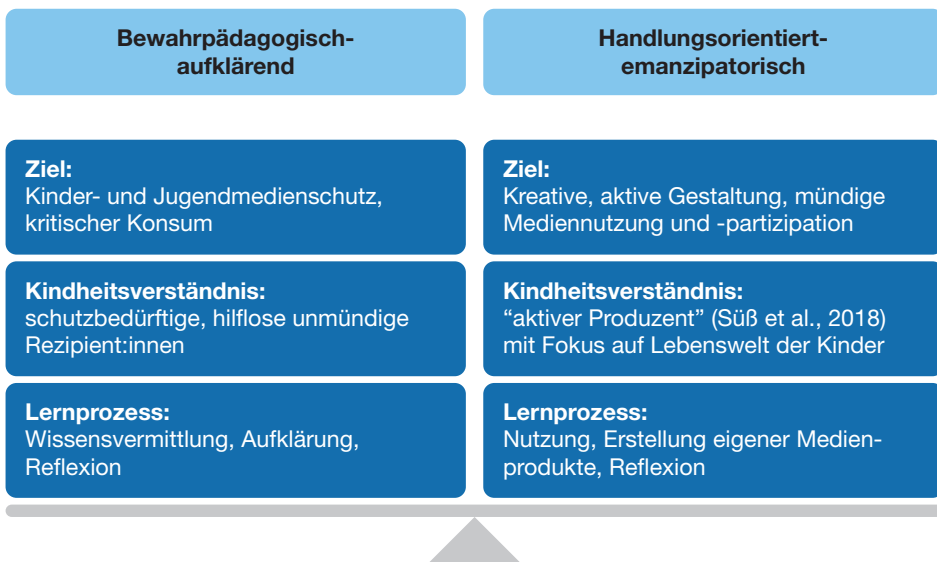 Bewahrpädagogisch-
aufklärend
Handlungsorientiert-
emanzipatorisch
Ziel:
Kinder- und Jugendmedienschutz,
kritischer Konsum
Ziel:
Kreative, aktive Gestaltung, mündige
Mediennutzung und -partizipation
Kindheitsverständnis:
schutzbedürftige, hilflose unmündige
Rezipient:innen
Kindheitsverständnis:
“aktiver Produzent” (Süß et al., 2018)
mit Fokus auf Lebenswelt der Kinder
Lernprozess:
Wissensvermittlung, Aufklärung,
Reflexion
Lernprozess:
Nutzung, Erstellung eigener Medien-
produkte, Reflexion